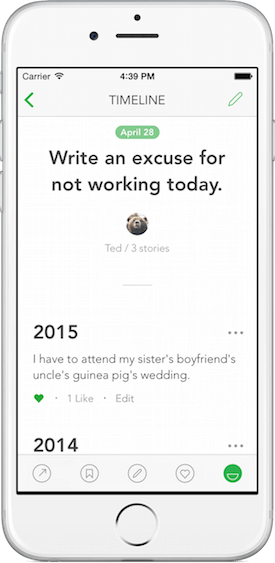 Carrier 4:39 PM
TIMELINE
April 28
Write an excuse for
not working today.
Ted / 3 stories
2015
I have to attend my sister's boyfriend's
uncle's guinea pig's wedding.
1 Like · Edit
2014